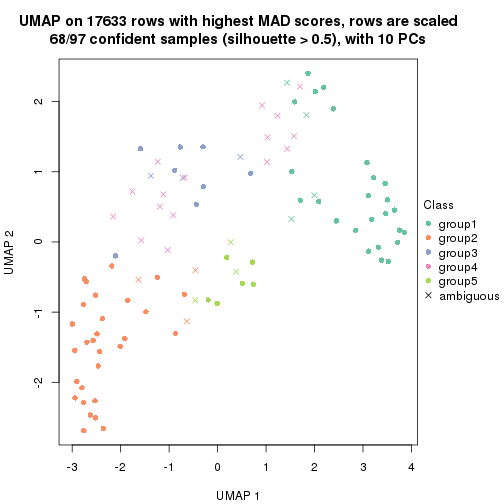 UMAP on 17633 rows with highest MAD scores, rows are scaled
68/97 confident samples (silhouette > 0.5), with 10 PCs
UMAP 2
2
1
0
-1
-2
-3
-2
-1
0
1
2
3
4
UMAP 1
Class
group1
group2
group3
group4
group5
ambiguous